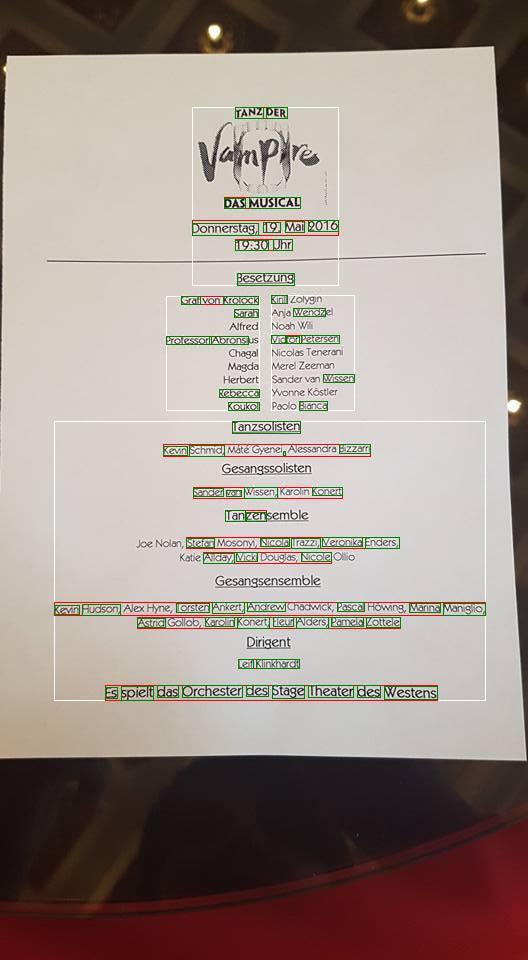 TANZ DER
Vampire
DAS MUSICAL
Donnerstag, 19. Mai 2016
19:30 Uhr
Besetzung
Graf von Krolock Kirill Zolygin
Sarah Anja Wendzel
Alfred Noah Wili
Professor Abronsius Victor Petersen
Chagal Nicolas Tenerani
Magda Merel Zeeman
Herbert Sander van Wissen
Rebecca Yvonne Köstler
Koukol Paolo Bianca
Tanzsolisten
Kevin Schmid, Máté Gyenei, Alessandra Bizzarri
Gesangssolisten
Sander van Wissen, Karolin Konert
Tanzensemble
Joe Nolan, Stefan Mosonyi, Nicola Trazzi, Veronika Enders,
Katie Allday, Vicki Douglas, Nicole Ollio
Gesangsensemble
Kevin Hudson, Alex Hyne, Torsten Ankert, Andrew Chadwick, Pascal Höwing, Marina Maniglio,
Astrid Gollob, Karolin Konert, Fleur Alders, Pamela Zottele
Dirigent
Leif Klinkhardt
Es spielt das Orchester des Stage Theater des Westens